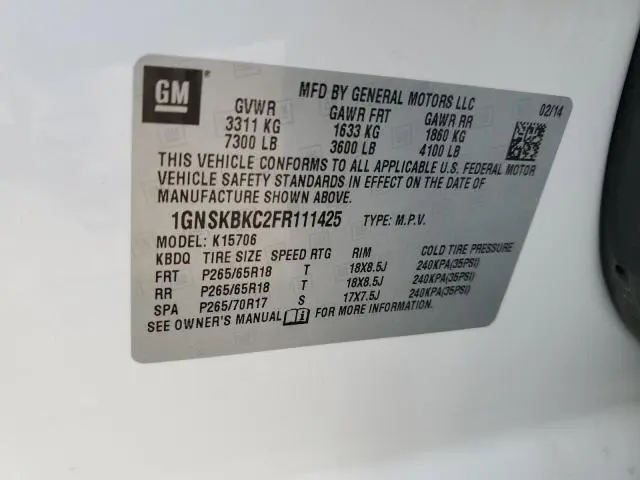 GM ®
MFD BY GENERAL MOTORS LLC 02/14
GVWR GAWR FRT GAWR RR
3311 KG 1633 KG 1860 KG
7300 LB 3600 LB 4100 LB
THIS VEHICLE CONFORMS TO ALL APPLICABLE U.S. FEDERAL MOTOR
VEHICLE SAFETY STANDARDS IN EFFECT ON THE DATE OF
MANUFACTURE SHOWN ABOVE.
1GNSKBKC2FR111425 TYPE: M.P.V.
MODEL: K15706
KBDQ TIRE SIZE SPEED RTG RIM COLD TIRE PRESSURE
FRT P265/65R18 T 18X8.5J 240KPA(35PSI)
RR P265/65R18 T 18X8.5J 240KPA(35PSI)
SPA P265/70R17 S 17X7.5J 240KPA(35PSI)
SEE OWNER'S MANUAL FOR MORE INFORMATION.